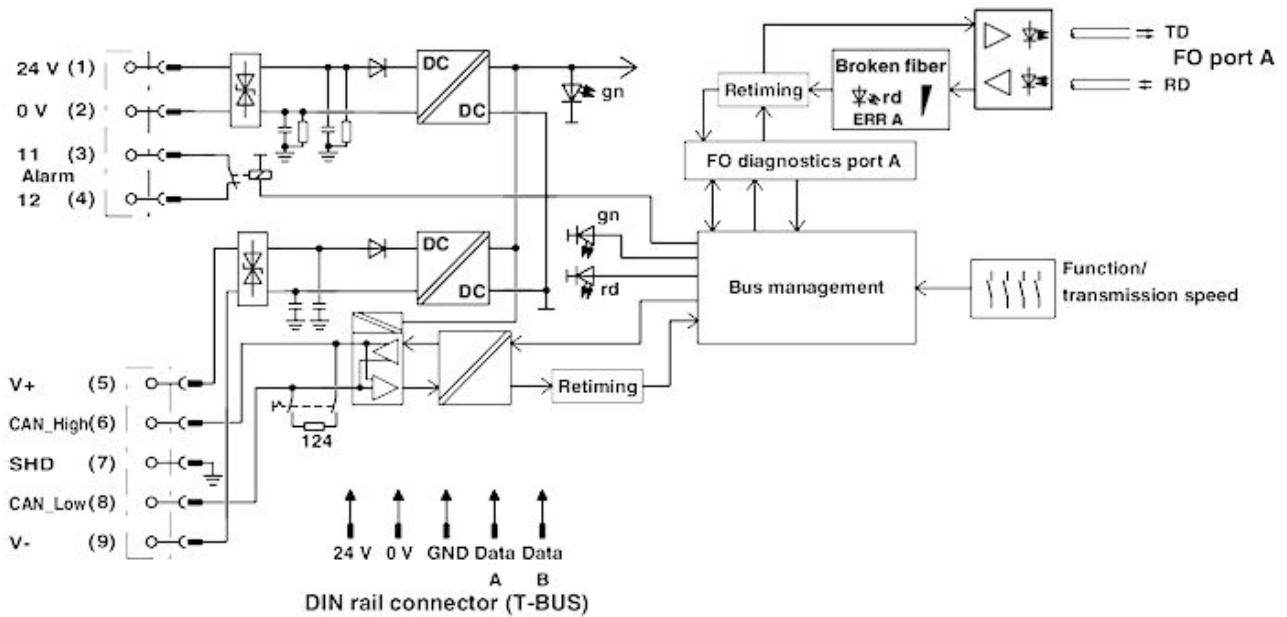 24 V (1)
0 V (2)
11 (3)
Alarm
12 (4)
DC
DC
gn
Retiming
Broken fiber
rd
ERR A
TD
FO port A
RD
FO diagnostics port A
DC
DC
gn
rd
Bus management
Function/
transmission speed
V+ (5)
CAN_High(6)
SHD (7)
CAN_Low(8)
V- (9)
124
Retiming
24 V 0 V GND Data Data
A B
DIN rail connector (T-BUS)